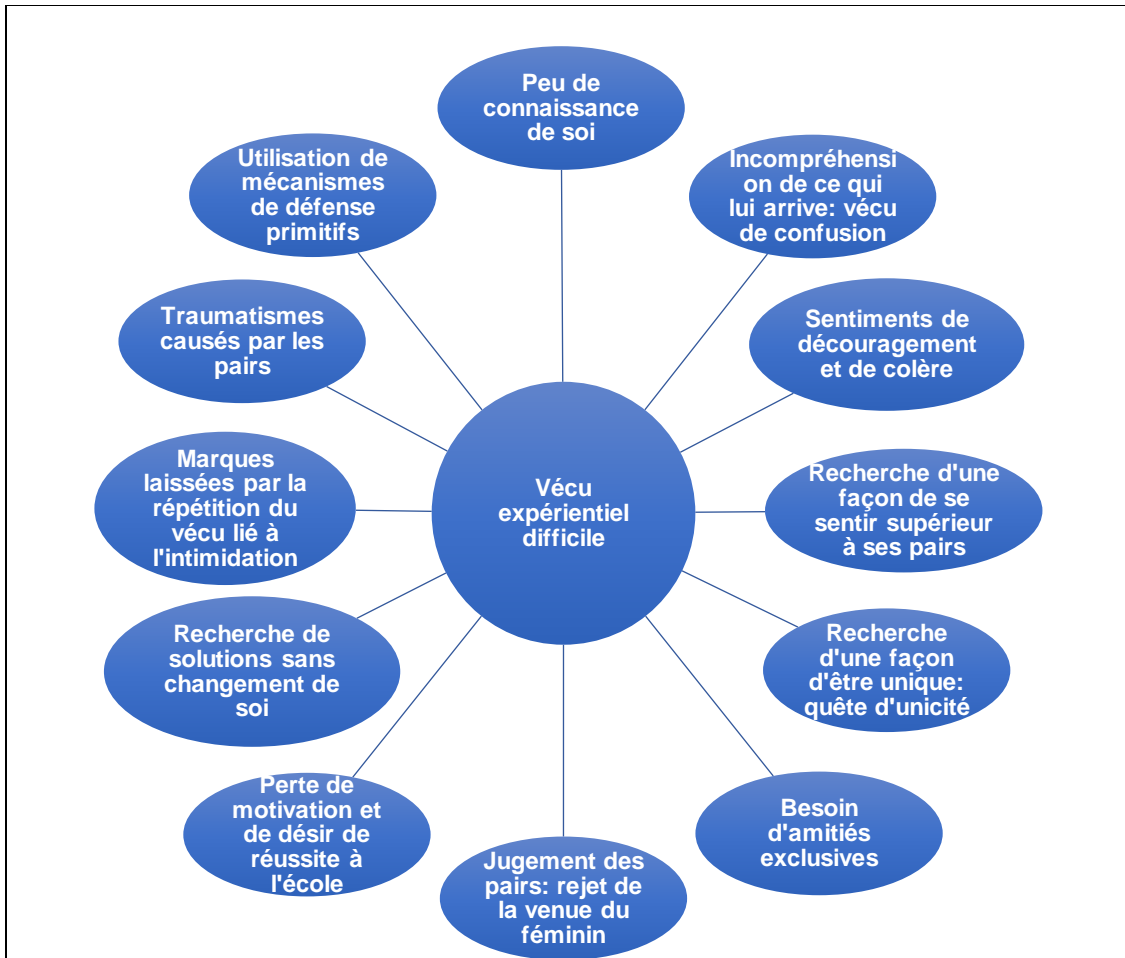 Peu de
connaissance
de soi
Incompréhensi
on de ce qui
lui arrive: vécu
de confusion
Sentiments de
découragement
et de colère
Recherche d'une
façon de se
sentir supérieur
à ses pairs
Recherche
d'une façon
d'être unique:
quête d'unicité
Besoin
d'amitiés
exclusives
Jugement des
pairs: rejet de
la venue du
féminin
Perte de
motivation et
de désir de
réussite à
l'école
Recherche de
solutions sans
changement de
soi
Marques
laissées par la
répétition du
vécu lié à
l'intimidation
Traumatismes
causés par les
pairs
Utilisation de
mécanismes
de défense
primitifs
Vécu
expérientiel
difficile